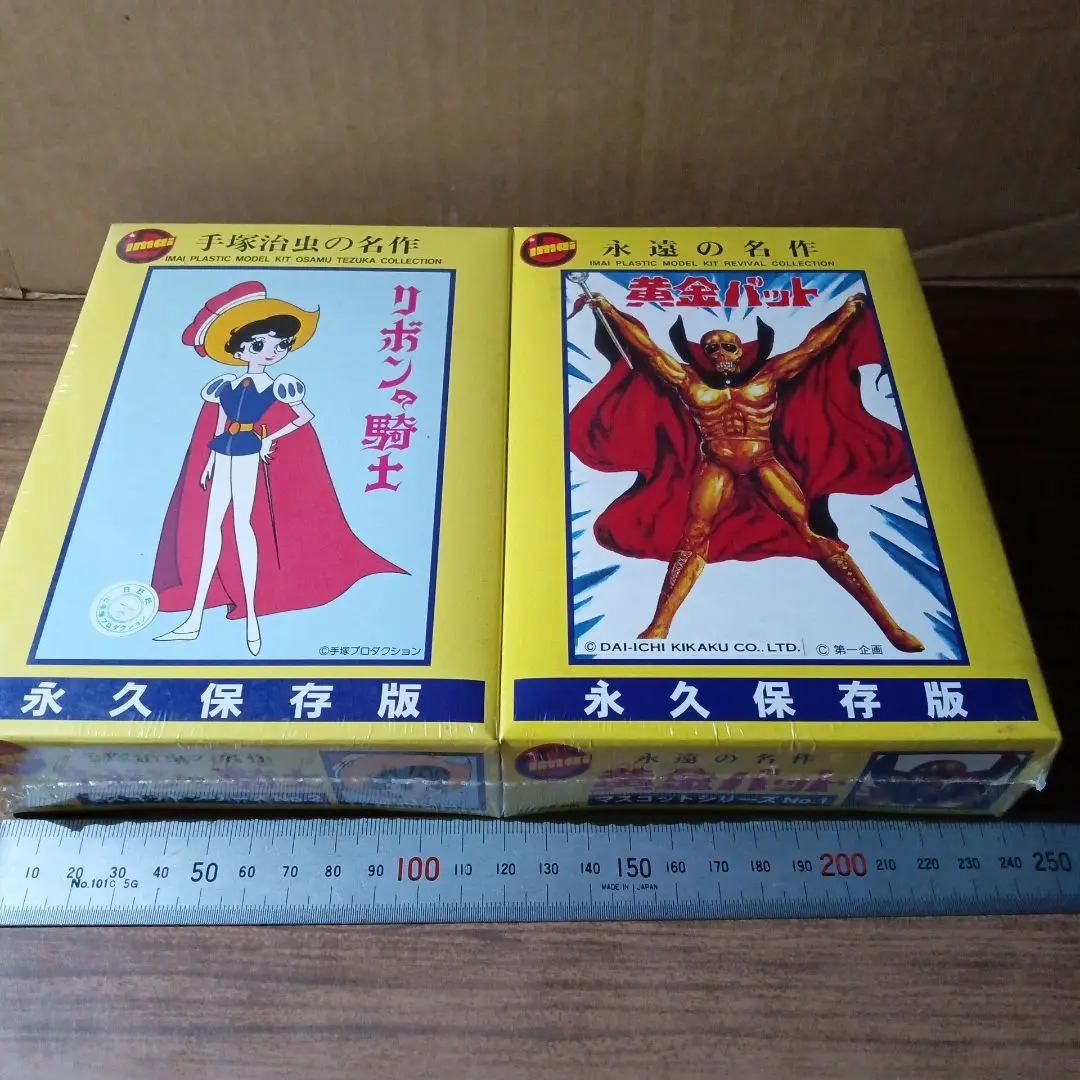 imai
手塚治虫の名作
IMAI PLASTIC MODEL KIT OSAMU TEZUKA COLLECTION
リボンの騎士
©手塚プロダクション
永久保存版
imai
永遠の名作
IMAI PLASTIC MODEL KIT REVIVAL COLLECTION
黄金バット
© DAI-ICHI KIKAKU CO., LTD.
© 第一企画
永久保存版
imai
永遠の名作
黄金バット
マスコットシリーズ No.1
10 20 30 40 50 60 70 80 90 100 110 120 130 140 150 160 170 180 190 200 210 220 230 240 250
No.101C 5G
MADE IN JAPAN